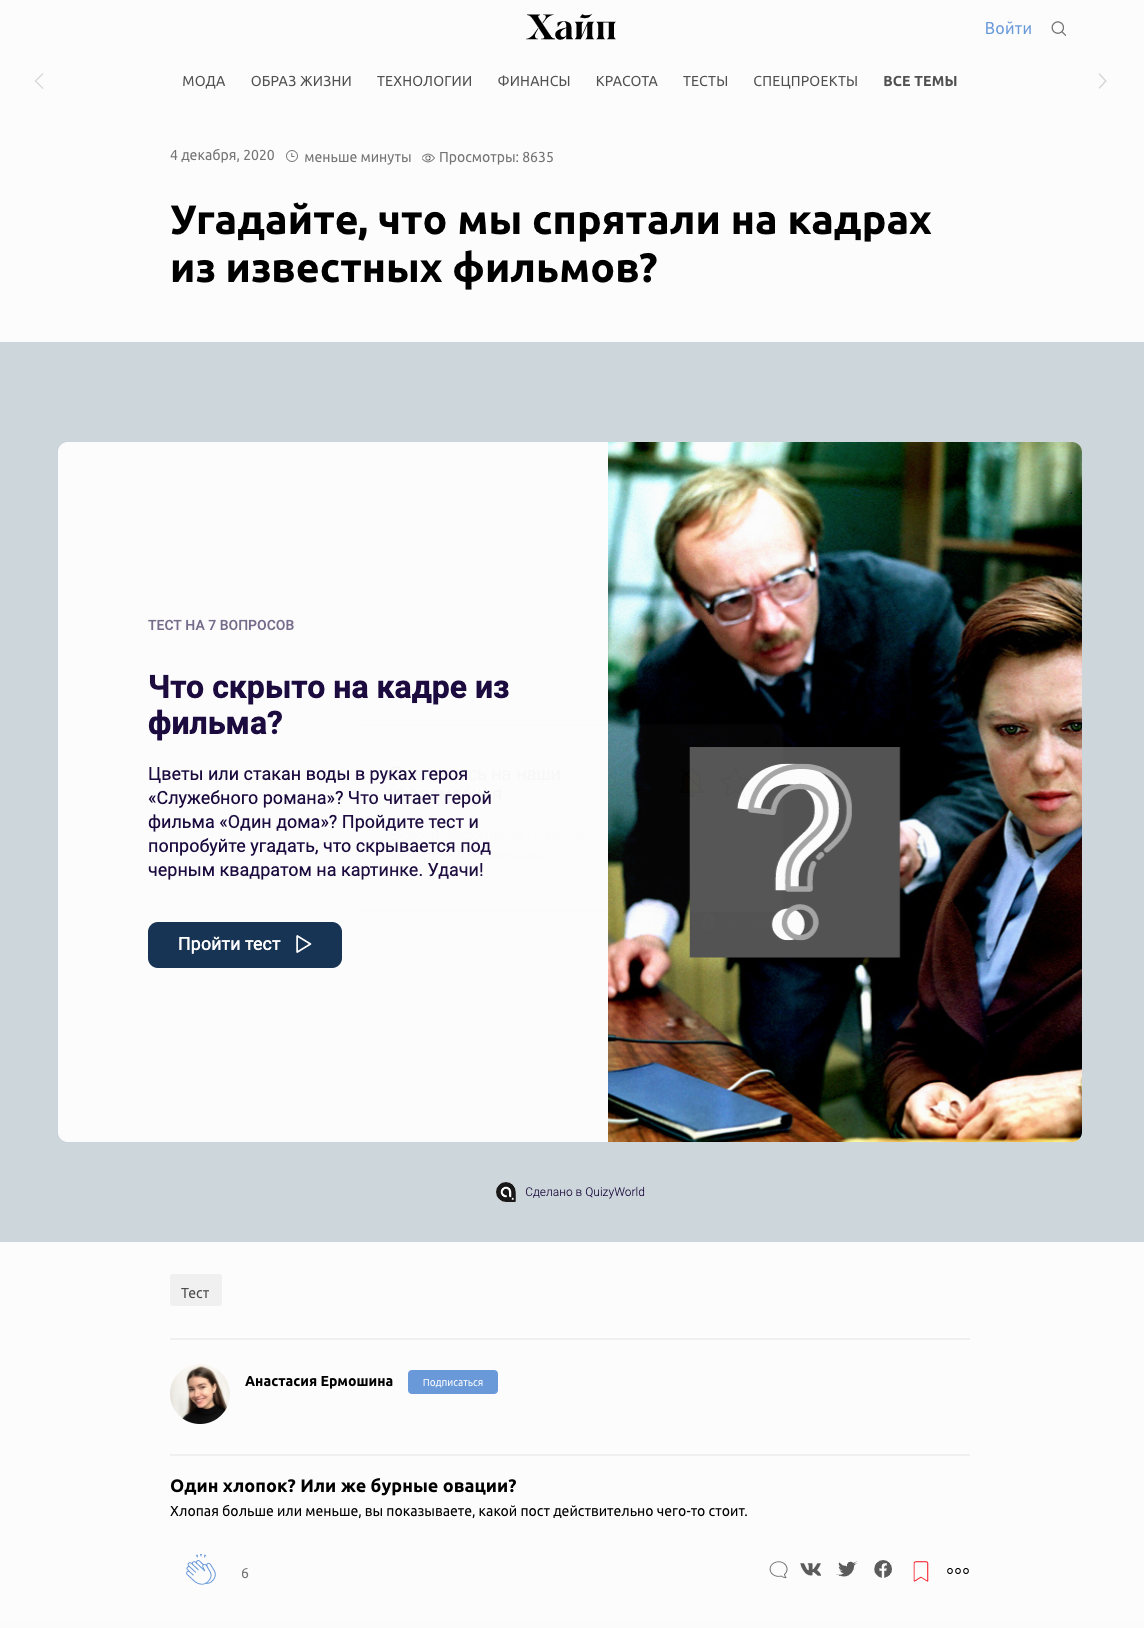 Хайп
Войти
МОДА ОБРАЗ ЖИЗНИ ТЕХНОЛОГИИ ФИНАНСЫ КРАСОТА ТЕСТЫ СПЕЦПРОЕКТЫ ВСЕ ТЕМЫ
4 декабря, 2020 меньше минуты Просмотры: 8635
Угадайте, что мы спрятали на кадрах
из известных фильмов?
ТЕСТ НА 7 ВОПРОСОВ
Что скрыто на кадре из
фильма?
Цветы или стакан воды в руках героя
«Служебного романа»? Что читает герой
фильма «Один дома»? Пройдите тест и
попробуйте угадать, что скрывается под
черным квадратом на картинке. Удачи!
Пройти тест
?
Сделано в QuizyWorld
Тест
Анастасия Ермошина Подписаться
Один хлопок? Или же бурные овации?
Хлопая больше или меньше, вы показываете, какой пост действительно чего-то стоит.
6